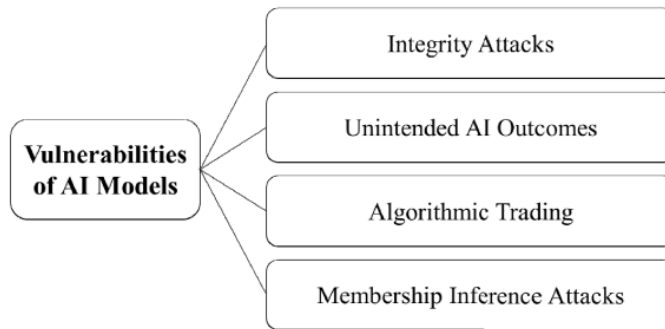 Vulnerabilities
of AI Models
Integrity Attacks
Unintended AI Outcomes
Algorithmic Trading
Membership Inference Attacks